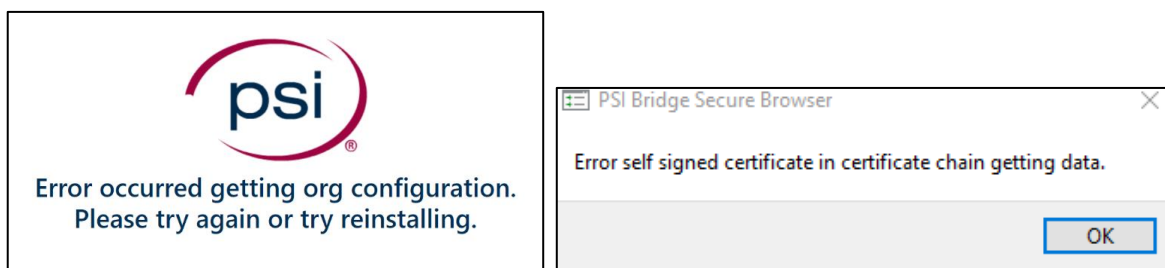 psi
®
Error occurred getting org configuration.
Please try again or try reinstalling.
PSI Bridge Secure Browser
Error self signed certificate in certificate chain getting data.
OK